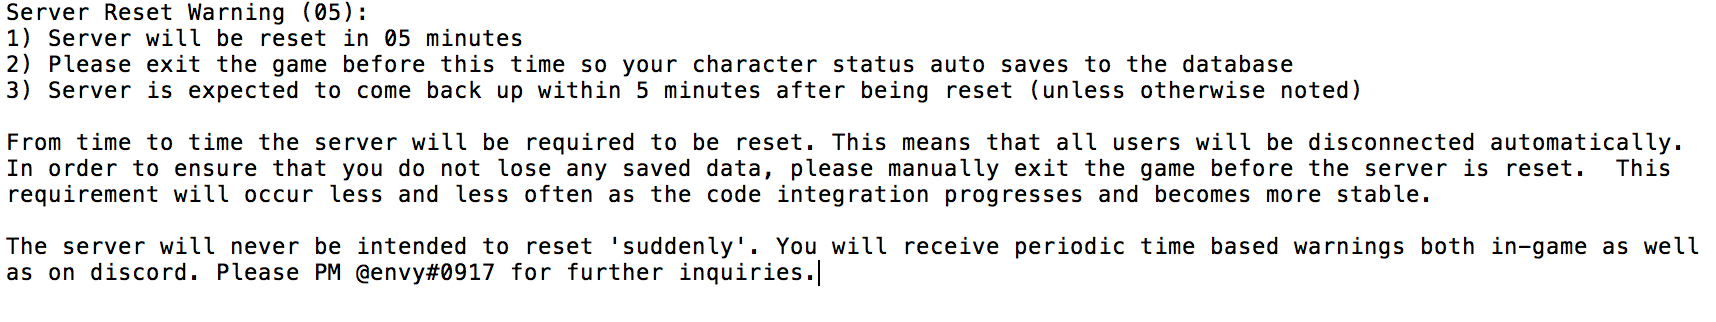 Server Reset Warning (05):
1) Server will be reset in 05 minutes
2) Please exit the game before this time so your character status auto saves to the database
3) Server is expected to come back up within 5 minutes after being reset (unless otherwise noted)
From time to time the server will be required to be reset. This means that all users will be disconnected automatically.
In order to ensure that you do not lose any saved data, please manually exit the game before the server is reset.  This
requirement will occur less and less often as the code integration progresses and becomes more stable.
The server will never be intended to reset 'suddenly'. You will receive periodic time based warnings both in-game as well
as on discord. Please PM @envy#0917 for further inquiries.